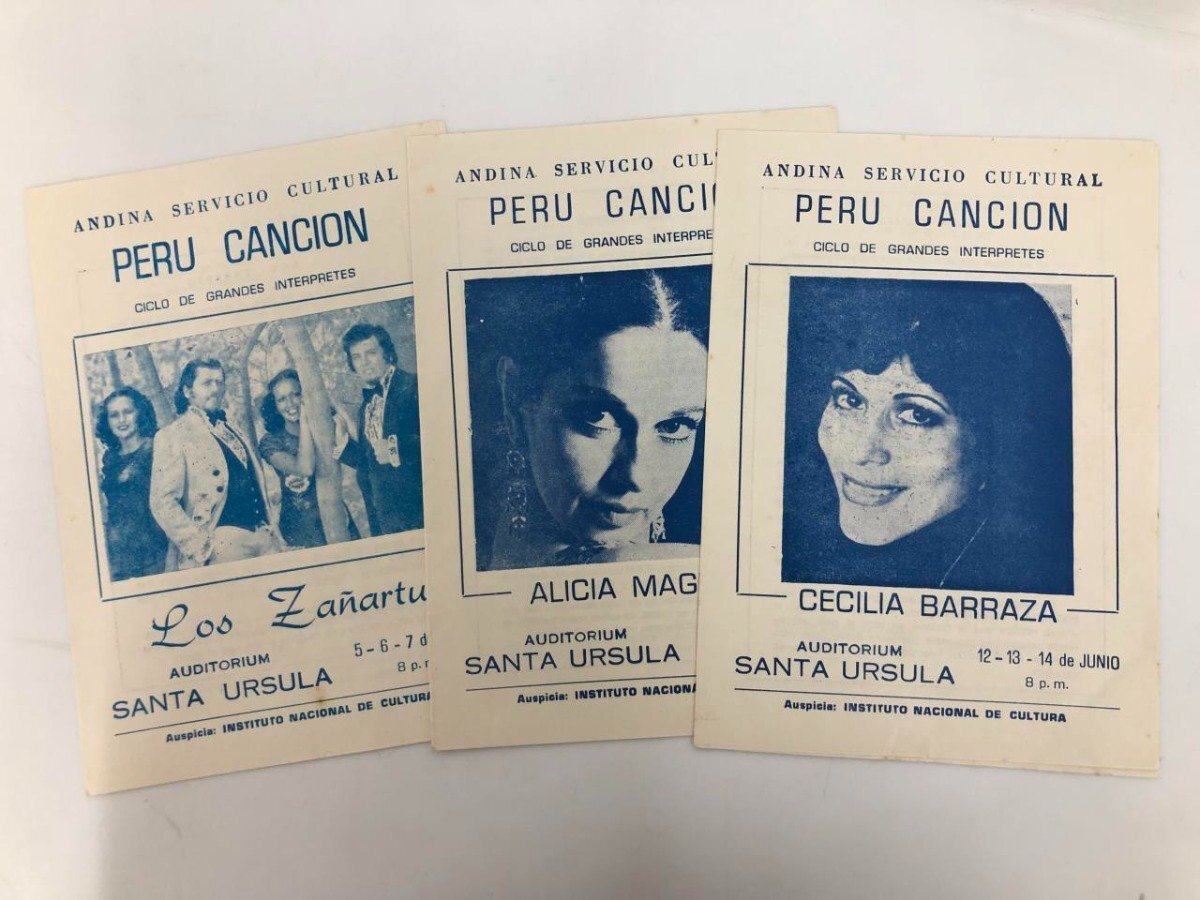 ANDINA SERVICIO CULTURAL
PERU CANCION
CICLO DE GRANDES INTERPRETES
Los Zañartu
AUDITORIUM
SANTA URSULA
5-6-7 d
8 p.m
Auspicia: INSTITUTO NACIONAL DE CULTURA
ANDINA SERVICIO CUL
PERU CANCIO
CICLO DE GRANDES INTERPRE
ALICIA MAG
AUDITORIUM
SANTA URSULA
Auspicia: INSTITUTO NACIONA
ANDINA SERVICIO CULTURAL
PERU CANCION
CICLO DE GRANDES INTERPRETES
CECILIA BARRAZA
AUDITORIUM
SANTA URSULA
12-13-14 de JUNIO
8 p.m.
Auspicia: INSTITUTO NACIONAL DE CULTURA